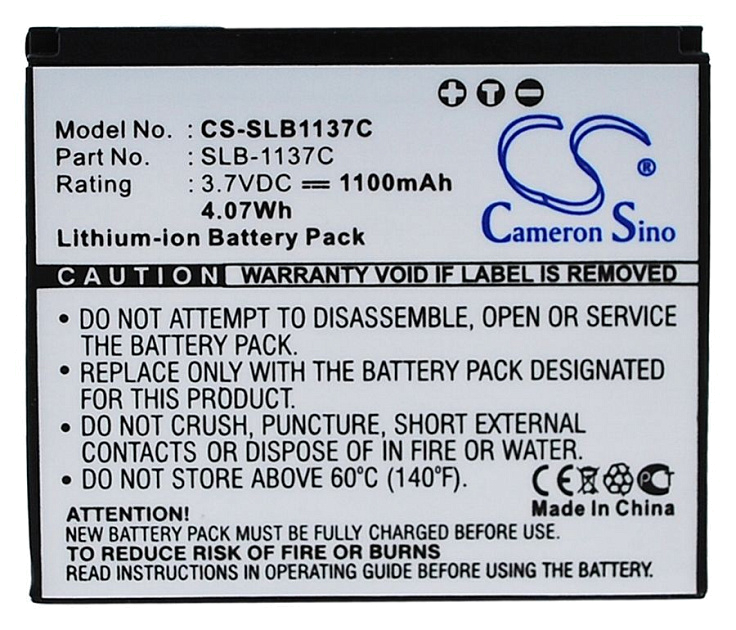 + T −
Model No. : CS-SLB1137C
Part No. : SLB-1137C
Rating : 3.7VDC ⎓ 1100mAh
4.07Wh
Lithium-ion Battery Pack
CS®
Cameron Sino
CAUTION WARRANTY VOID IF LABEL IS REMOVED
• DO NOT ATTEMPT TO DISASSEMBLE, OPEN OR SERVICE
THE BATTERY PACK.
• REPLACE ONLY WITH THE BATTERY PACK DESIGNATED
FOR THIS PRODUCT.
• DO NOT CRUSH, PUNCTURE, SHORT EXTERNAL
CONTACTS OR DISPOSE OF IN FIRE OR WATER.
• DO NOT STORE ABOVE 60°C (140°F).
CE PCT
Made In China
ATTENTION!
NEW BATTERY PACK MUST BE FULLY CHARGED BEFORE USE.
TO REDUCE RISK OF FIRE OR BURNS
READ INSTRUCTIONS IN OPERATING GUIDE BEFORE USING THE BATTERY.